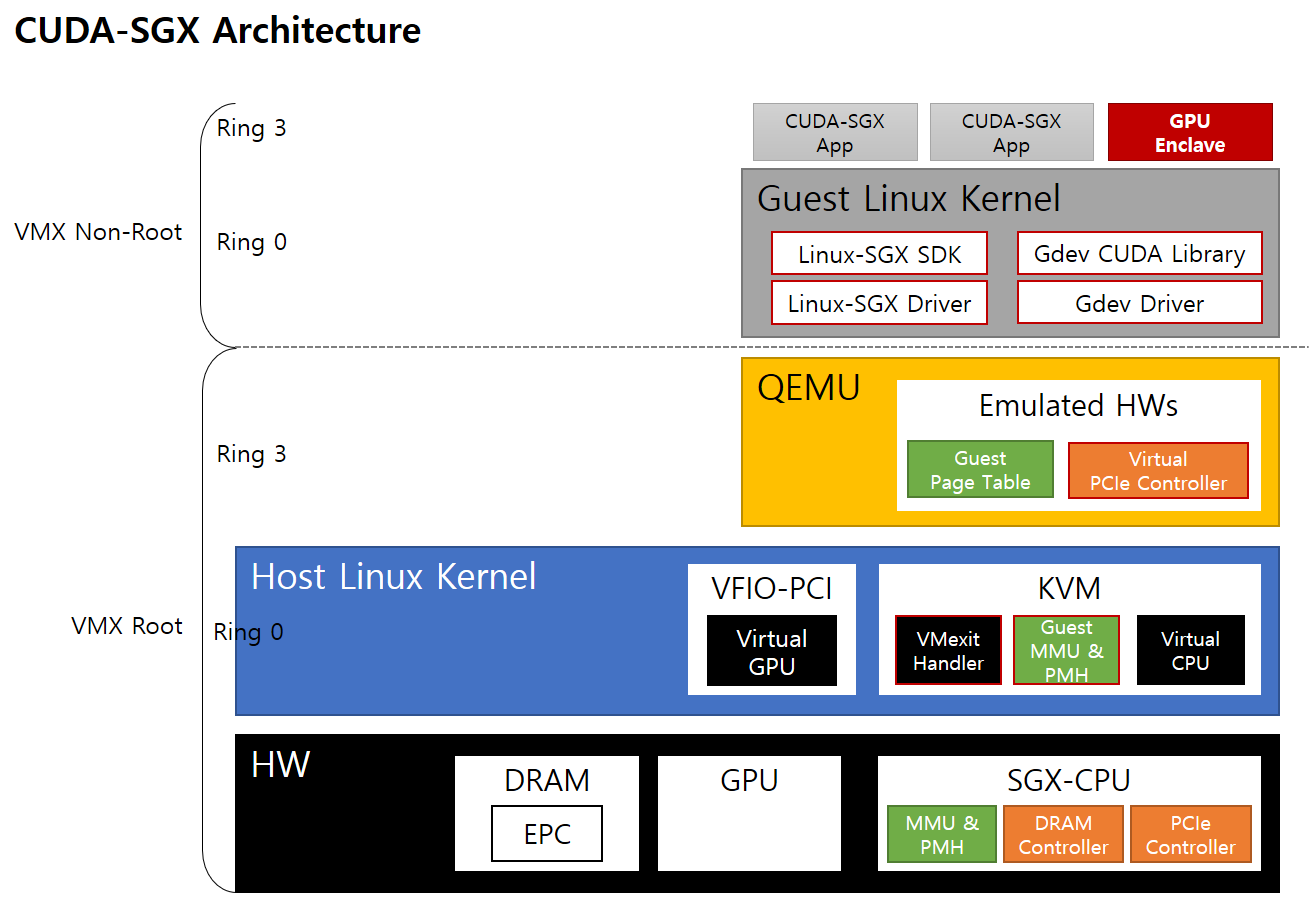 CUDA-SGX Architecture
Ring 3
CUDA-SGX
App
CUDA-SGX
App
GPU
Enclave
VMX Non-Root
Ring 0
Guest Linux Kernel
Linux-SGX SDK
Gdev CUDA Library
Linux-SGX Driver
Gdev Driver
Ring 3
QEMU
Emulated HWs
Guest
Page Table
Virtual
PCIe Controller
VMX Root
Ring 0
Host Linux Kernel
VFIO-PCI
Virtual
GPU
KVM
VMexit
Handler
Guest
MMU &
PMH
Virtual
CPU
HW
DRAM
EPC
GPU
SGX-CPU
MMU &
PMH
DRAM
Controller
PCIe
Controller